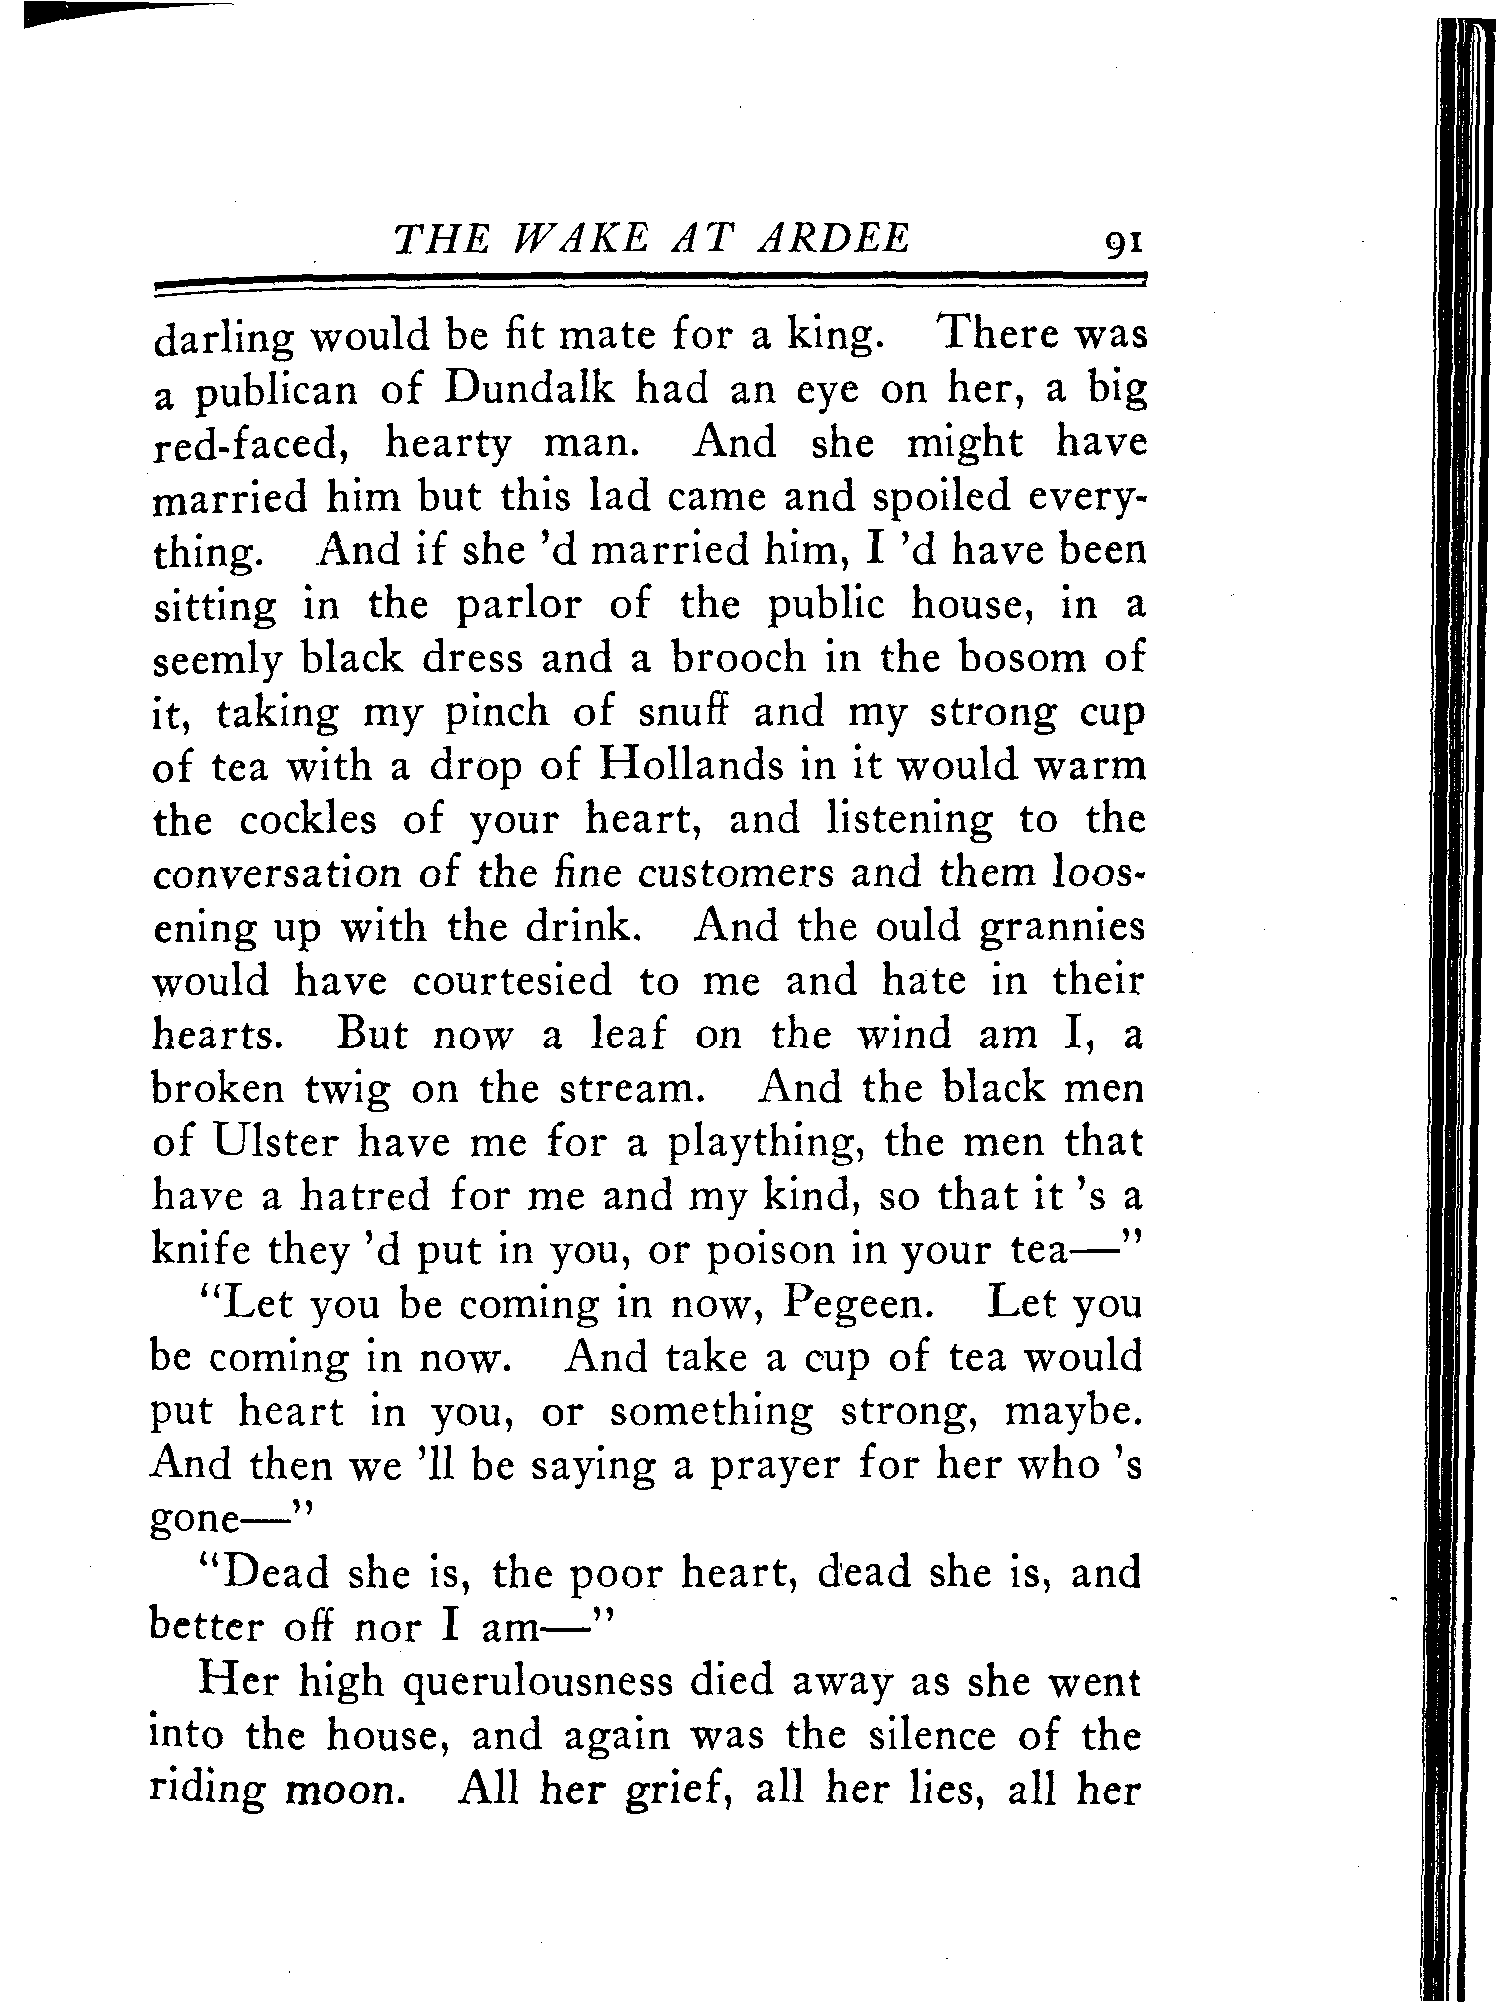 THE WAKE AT ARDEE 91
darling would be fit mate for a king. There was
a publican of Dundalk had an eye on her, a big
red-faced, hearty man. And she might have
married him but this lad came and spoiled every-
thing. And if she 'd married him, I 'd have been
sitting in the parlor of the public house, in a
seemly black dress and a brooch in the bosom of
it, taking my pinch of snuff and my strong cup
of tea with a drop of Hollands in it would warm
the cockles of your heart, and listening to the
conversation of the fine customers and them loos-
ening up with the drink. And the ould grannies
would have courtesied to me and hate in their
hearts. But now a leaf on the wind am I, a
broken twig on the stream. And the black men
of Ulster have me for a plaything, the men that
have a hatred for me and my kind, so that it 's a
knife they 'd put in you, or poison in your tea—"
"Let you be coming in now, Pegeen. Let you
be coming in now. And take a cup of tea would
put heart in you, or something strong, maybe.
And then we 'll be saying a prayer for her who 's
gone—"
"Dead she is, the poor heart, dead she is, and
better off nor I am—"
Her high querulousness died away as she went
into the house, and again was the silence of the
riding moon. All her grief, all her lies, all her